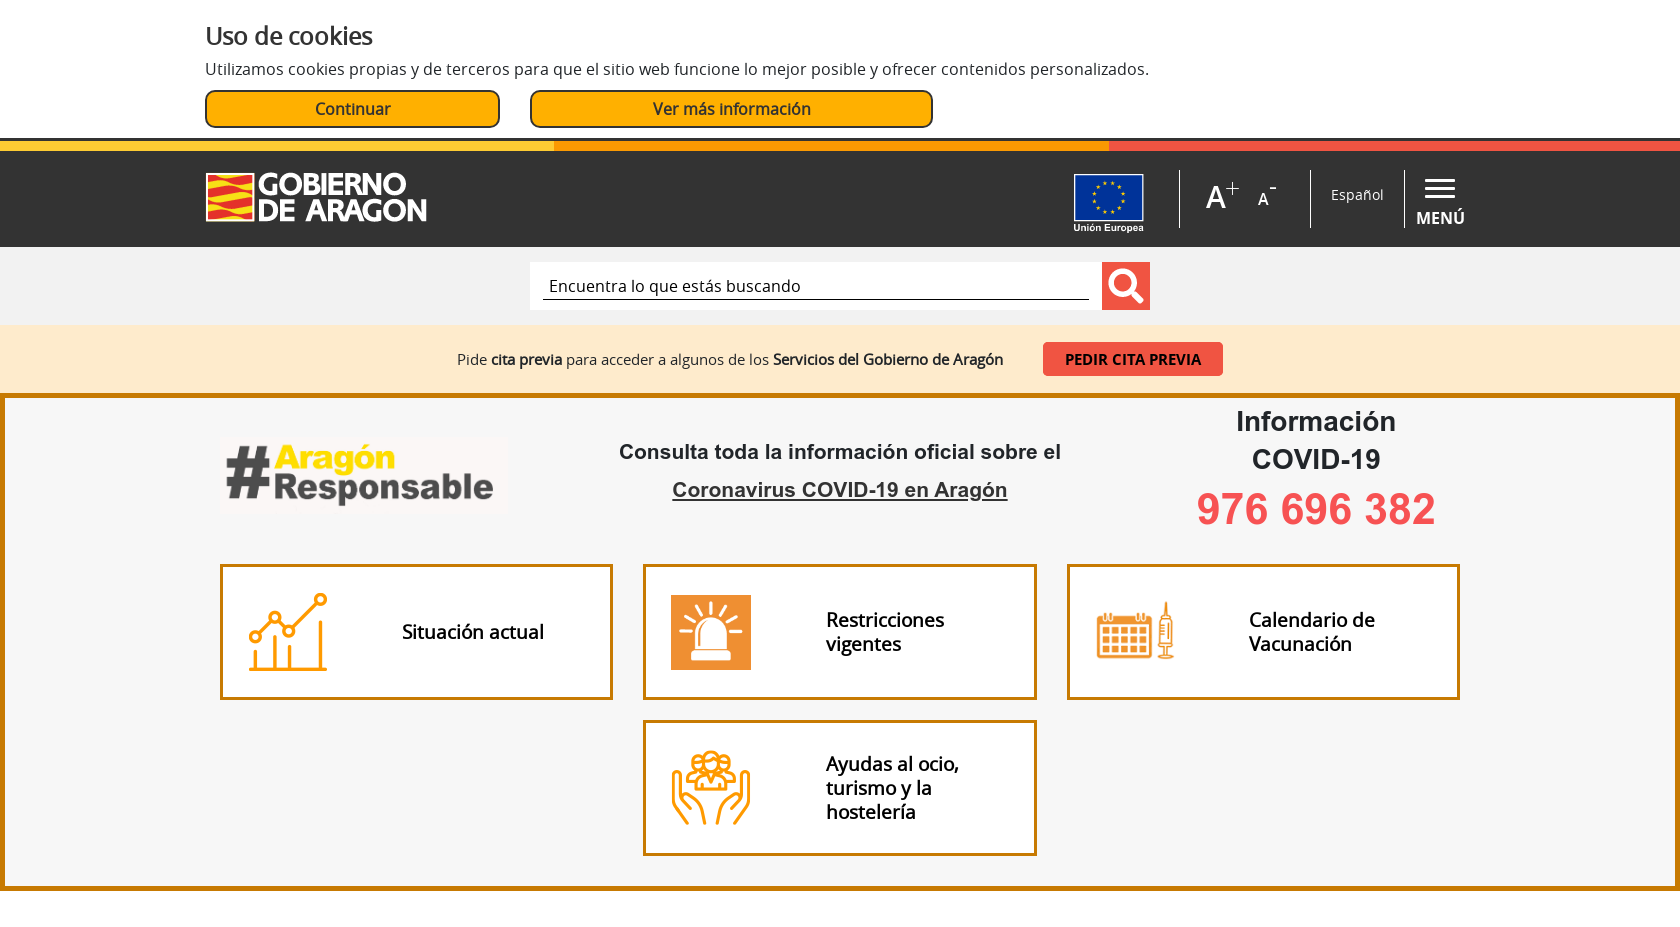 Uso de cookies
Utilizamos cookies propias y de terceros para que el sitio web funcione lo mejor posible y ofrecer contenidos personalizados.
Continuar
Ver más información
GOBIERNO
DE ARAGON
Unión Europea
A+
A-
Español
MENÚ
Encuentra lo que estás buscando
Pide cita previa para acceder a algunos de los Servicios del Gobierno de Aragón
PEDIR CITA PREVIA
#Aragón
Responsable
Consulta toda la información oficial sobre el
Coronavirus COVID-19 en Aragón
Información
COVID-19
976 696 382
Situación actual
Restricciones
vigentes
Calendario de
Vacunación
Ayudas al ocio,
turismo y la
hostelería